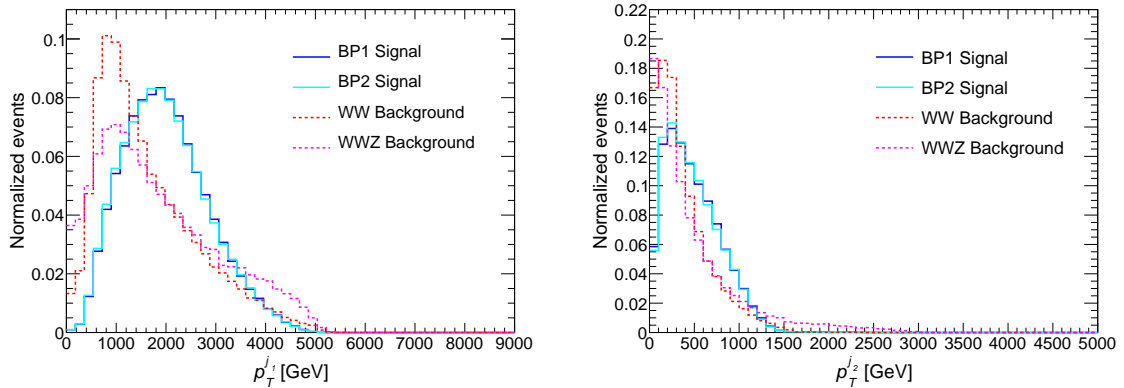 Normalized events
0.1
0.08
0.06
0.04
0.02
0
BP1 Signal
BP2 Signal
WW Background
WWZ Background
0 1000 2000 3000 4000 5000 6000 7000 8000 9000
p_T^{j_1} [GeV]
Normalized events
0.22
0.2
0.18
0.16
0.14
0.12
0.1
0.08
0.06
0.04
0.02
0.00
BP1 Signal
BP2 Signal
WW Background
WWZ Background
0 500 1000 1500 2000 2500 3000 3500 4000 4500 5000
p_T^{j_2} [GeV]